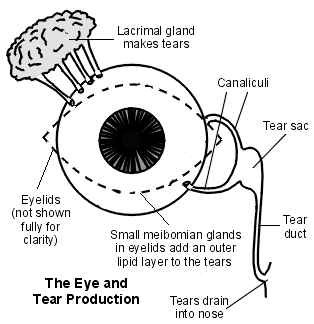 Lacrimal gland
makes tears
Canaliculi
Tear sac
Eyelids
(not shown
fully for
clarity)
Small meibomian glands
in eyelids add an outer
lipid layer to the tears
Tear
duct
The Eye and
Tear Production
Tears drain
into nose